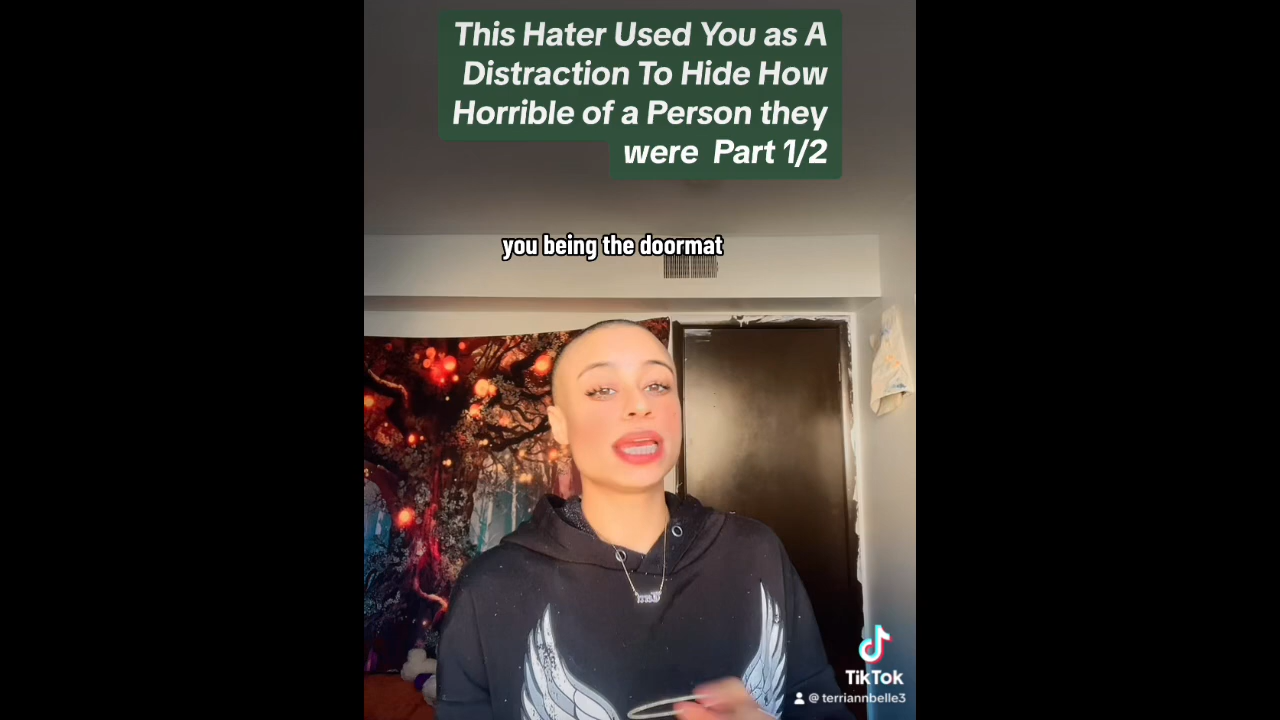 This Hater Used You as A
Distraction To Hide How
Horrible of a Person they
were Part 1/2
you being the doormat
TikTok
@ terriannbelle3